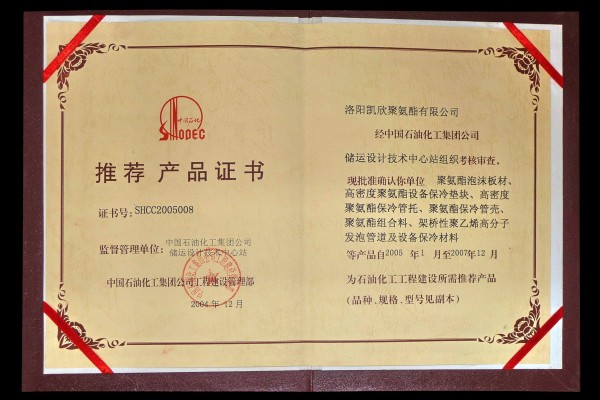 中国石化
SINOPEC
推荐 产品证书
证书号：SHCC2005008
监督管理单位：中国石油化工集团公司
储运设计技术中心站
中国石油化工集团公司工程建设管理部
2004 年 12月
洛阳凯欣聚氨酯有限公司
经中国石油化工集团公司
储运设计技术中心站组织考核审查，
现批准确认你单位 聚氨酯泡沫板材、
高密度聚氨酯设备保冷垫块、高密度
聚氨酯保冷管托、聚氨酯保冷管壳、
聚氨酯组合料、架桥性聚乙烯高分子
发泡管道及设备保冷材料
等产品自2005 年 1 月至2007年 12 月
为石油化工工程建设所需推荐产品
（品种、规格、型号见副本）